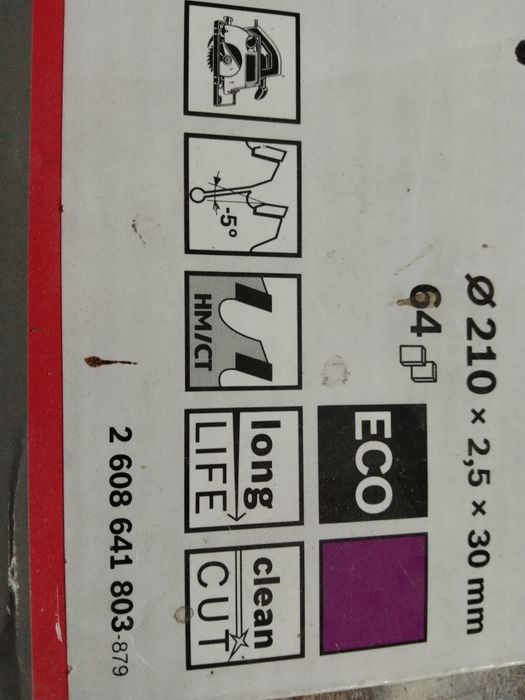 Ø 210 × 2,5 × 30 mm
64
ECO
-5°
HM/CT
long
LIFE
clean
CUT
2 608 641 803-879